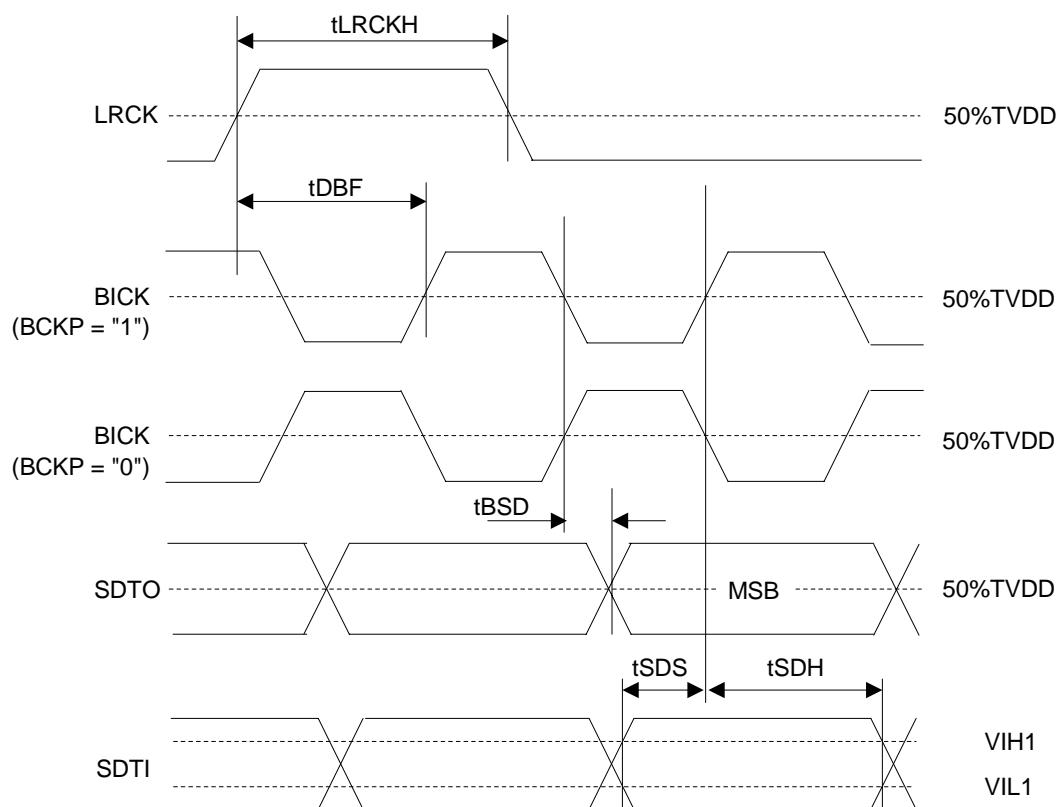 tLRCKH
LRCK 50%TVDD
tDBF
BICK 50%TVDD
(BCKP = "1")
BICK 50%TVDD
(BCKP = "0")
tBSD
SDTO MSB 50%TVDD
tSDS tSDH
VIH1
SDTI
VIL1